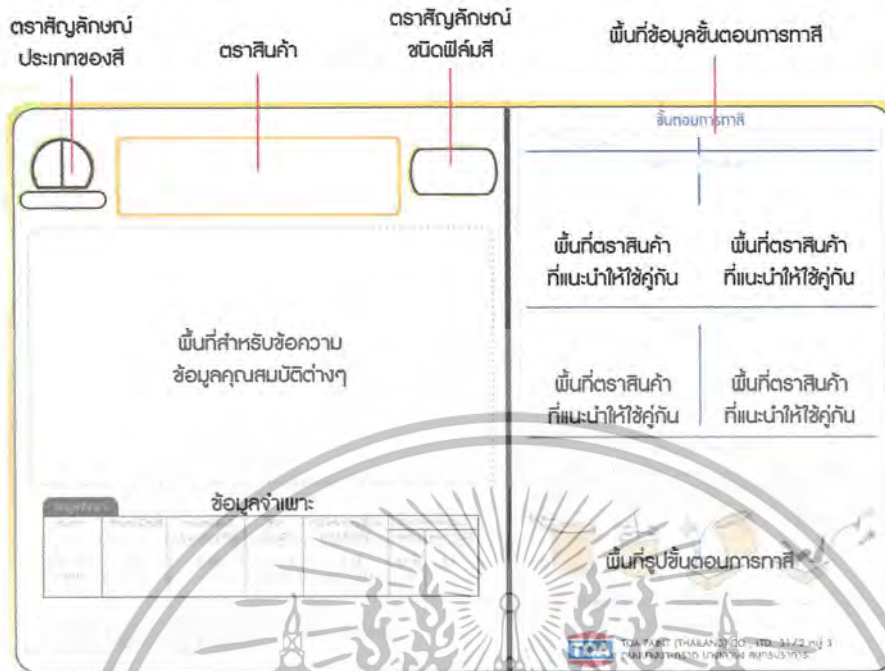 ตราสัญลักษณ์
ประเภทของสี
ตราสินค้า
ตราสัญลักษณ์
ชนิดฟิล์มสี
พื้นที่ข้อมูลขั้นตอนการทาสี
ขั้นตอนการทาสี
พื้นที่ตราสินค้า
ที่แนะนำให้ใช้คู่กัน
พื้นที่ตราสินค้า
ที่แนะนำให้ใช้คู่กัน
พื้นที่สำหรับข้อความ
ข้อมูลคุณสมบัติต่างๆ
พื้นที่ตราสินค้า
ที่แนะนำให้ใช้คู่กัน
พื้นที่ตราสินค้า
ที่แนะนำให้ใช้คู่กัน
ข้อมูลจำเพาะ
พื้นที่รูปขั้นตอนการทาสี
TOA
TOA PAINT (THAILAND) CO., LTD. 31/2 หมู่ 3